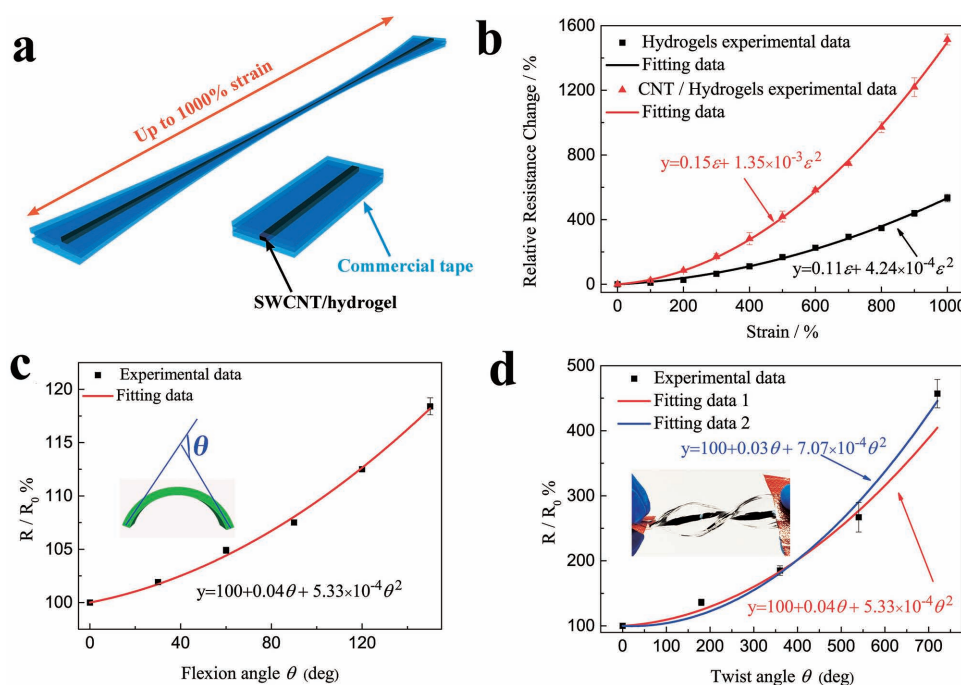 a
Up to 1000% strain
Commercial tape
SWCNT/hydrogel
b
1600
1200
800
400
0
Relative Resistance Change / %
Hydrogels experimental data
Fitting data
CNT / Hydrogels experimental data
Fitting data
y=0.15ε+ 1.35×10⁻³ε²
y=0.11ε+ 4.24×10⁻⁴ε²
0 200 400 600 800 1000
Strain / %
c
120
115
110
105
100
R / R₀ %
Experimental data
Fitting data
θ
y=100+0.04θ + 5.33×10⁻⁴θ²
0 40 80 120
Flexion angle θ (deg)
d
500
400
300
200
100
R / R₀ %
Experimental data
Fitting data 1
Fitting data 2
y=100+0.03θ + 7.07×10⁻⁴θ²
y=100+0.04θ + 5.33×10⁻⁴θ²
0 100 200 300 400 500 600 700
Twist angle θ (deg)